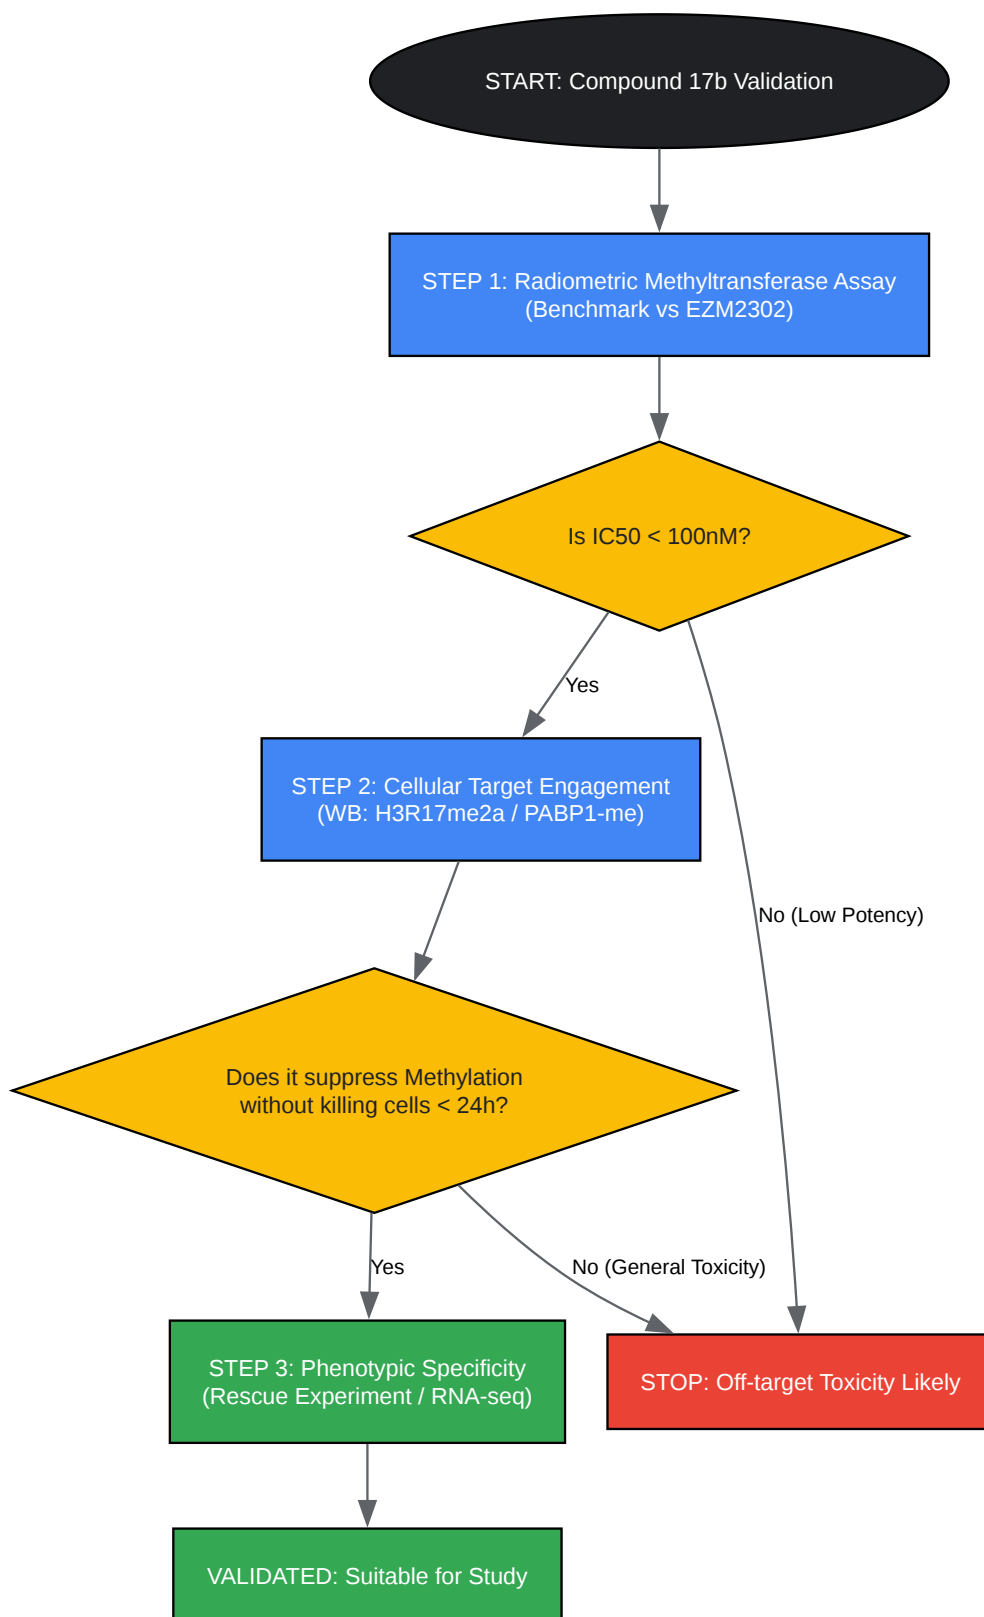 START: Compound 17b Validation
STEP 1: Radiometric Methyltransferase Assay
(Benchmark vs EZM2302)
Is IC50 < 100nM?
Yes
STEP 2: Cellular Target Engagement
(WB: H3R17me2a / PABP1-me)
No (Low Potency)
Does it suppress Methylation
without killing cells < 24h?
Yes
No (General Toxicity)
STEP 3: Phenotypic Specificity
(Rescue Experiment / RNA-seq)
STOP: Off-target Toxicity Likely
VALIDATED: Suitable for Study